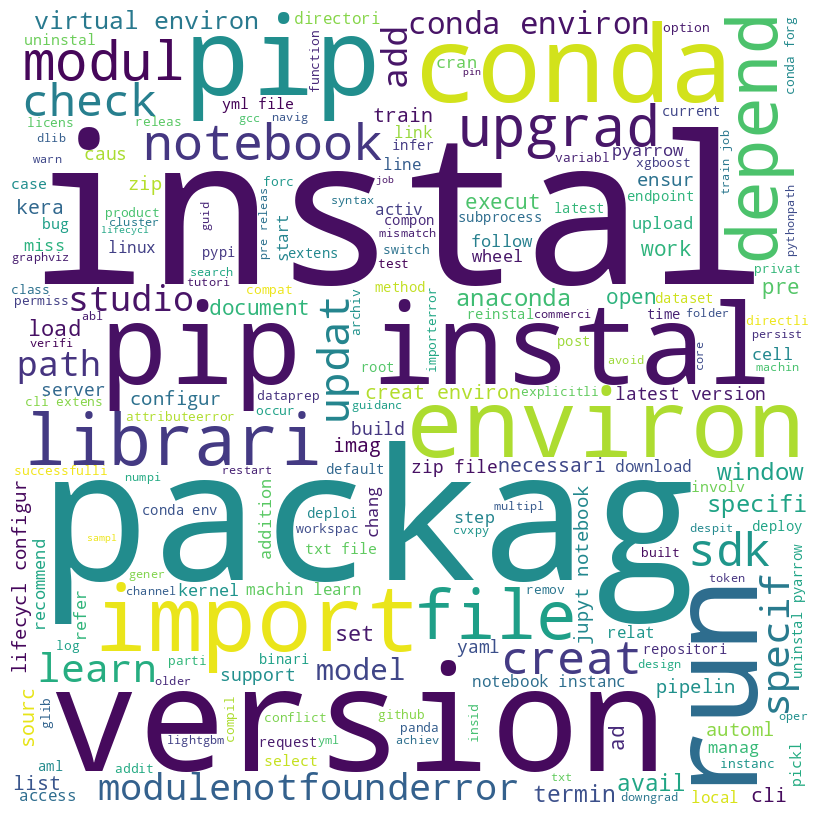 virtual environ
directori
conda environ
option
uninstal
modul
pip
function
add
cran
pin
conda
depend
conda forg
check
yml file
gcc
navig
train
link
infer
line
upgrad
current
licens
releas
dlib
warn
notebook
caus
zip
variabl
pyarrow
xgboost
train job
pythonpath
case
kera
bug
miss
graphviz
product
cluster
lifecycl
linux
guid
pypi
search
tutori
pre releas
forc
start
extens
instal
syntax
job
activ
compon
mismatch
switch
test
execut
subprocess
follow
wheel
latest
ensur
endpoint
upload
work
class
permiss
abl
verifi
studio
document
compat
updat
archiv
method
importerror
anaconda
reinstal
commerci
open
time
dataset
folder
core
privat
pre
directli
persist
cell
machin
load
path
server
configur
cli extens
attributeerror
dataprep
occur
pip instal
root
post
avoid
guidanc
creat environ
explicitli
latest version
librari
build
imag
environ
successfulli
numpi
restart
default
zip file
necessari
download
window
involv
specifi
deploy
despit
lifecycl configur
recommend
refer
sampl
conda env
packag
addition
deploi
workspac
txt file
chang
step
cvxpy
multipl
built
jupyt notebook
sdk
token
uninstal pyarrow
gener
channel
kernel
machin learn
import
set
file
remov
relat
run
specif
log
learn
parti
older
binari
support
model
yaml
creat
notebook instanc
repositori
design
pipelin
sourc
glib
lightgbm
compil
version
conflict
request
yml
select
github
panda
achiev
insid
ad
automl
manag
instanc
oper
pickl
aml
list
access
addit
modulenotfounderror
txt
termin
avail
downgrad
local
cli